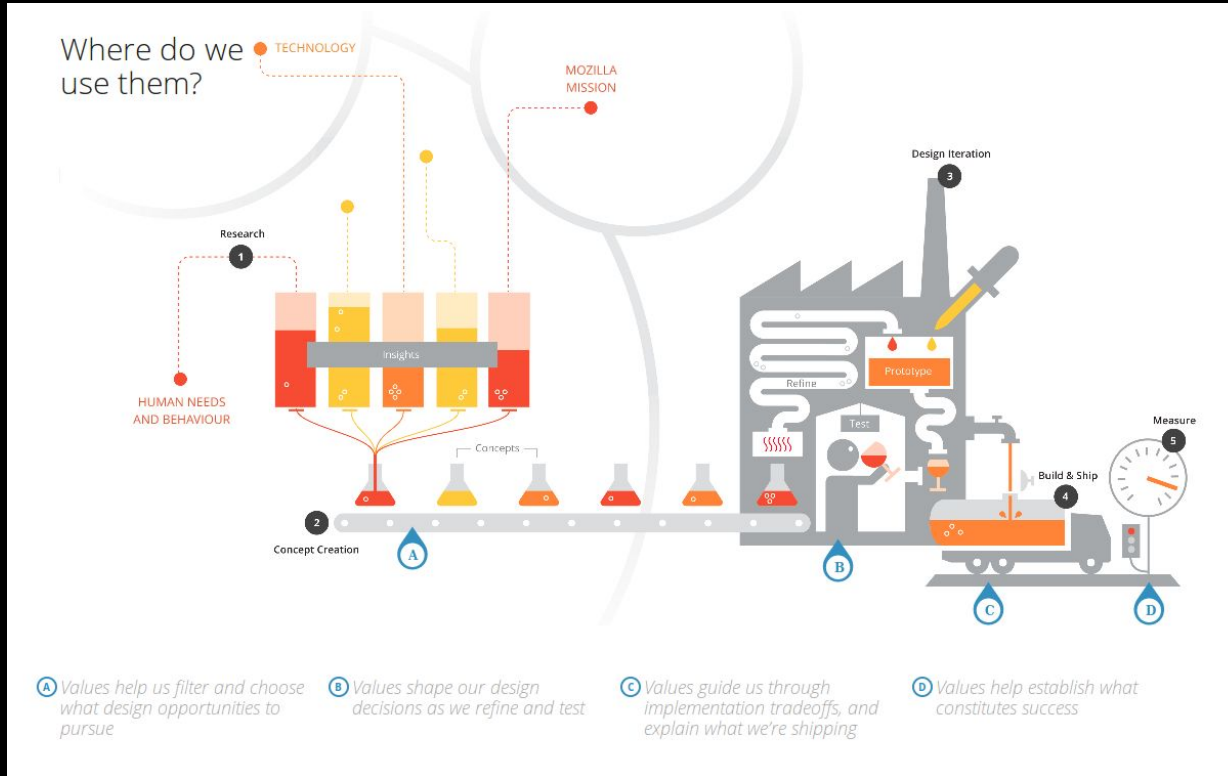 Where do we
use them?
TECHNOLOGY
MOZILLA
MISSION
Design Iteration
3
Research
1
Insights
HUMAN NEEDS
AND BEHAVIOUR
Refine
Prototype
Test
Concepts
Measure
5
Build & Ship
4
2
Concept Creation
A
B
C
D
A Values help us filter and choose
what design opportunities to
pursue
B Values shape our design
decisions as we refine and test
C Values guide us through
implementation tradeoffs, and
explain what we're shipping
D Values help establish what
constitutes success